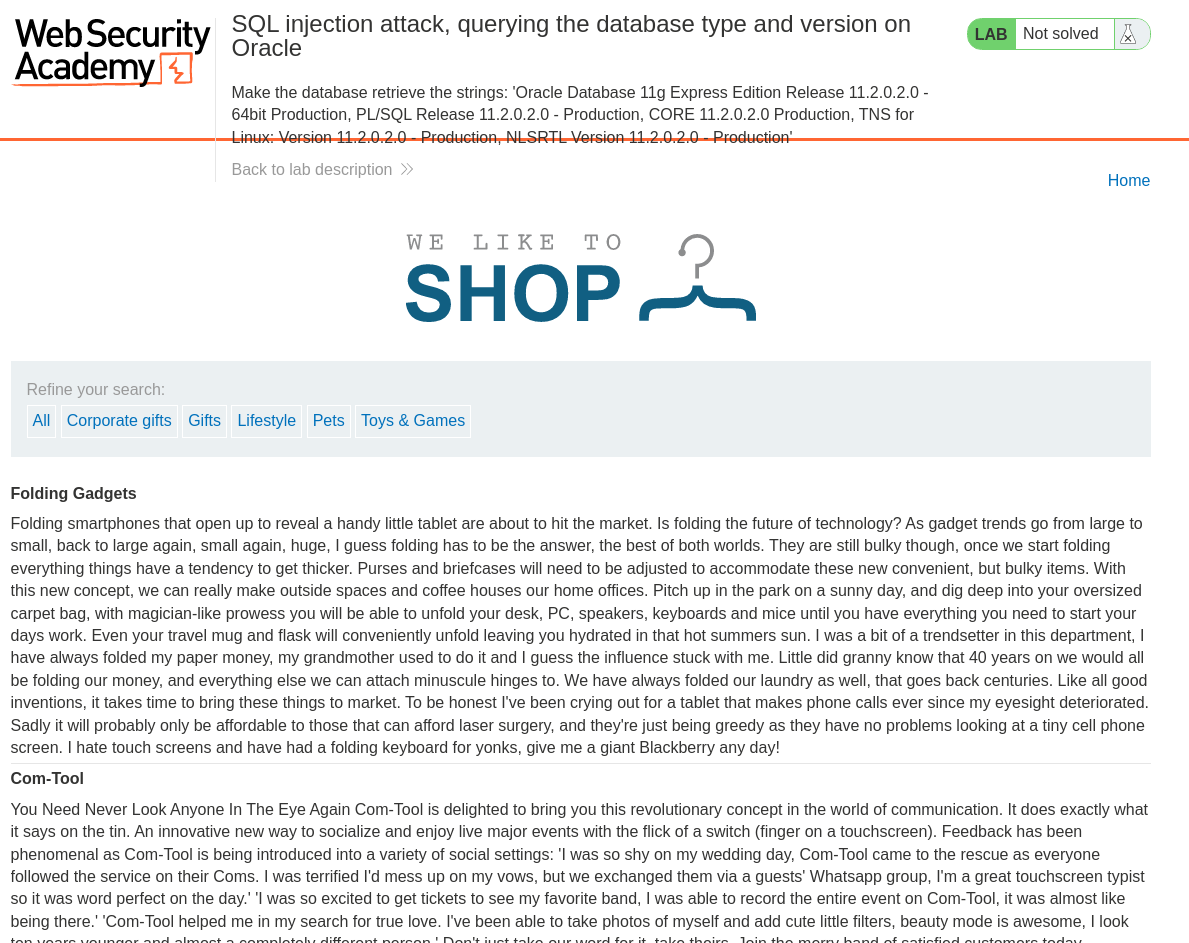 Web Security
Academy
SQL injection attack, querying the database type and version on
Oracle
LAB Not solved
Make the database retrieve the strings: 'Oracle Database 11g Express Edition Release 11.2.0.2.0 -
64bit Production, PL/SQL Release 11.2.0.2.0 - Production, CORE 11.2.0.2.0 Production, TNS for
Linux: Version 11.2.0.2.0 - Production, NLSRTL Version 11.2.0.2.0 - Production'
Back to lab description
Home
WE LIKE TO
SHOP
Refine your search:
All Corporate gifts Gifts Lifestyle Pets Toys & Games
Folding Gadgets
Folding smartphones that open up to reveal a handy little tablet are about to hit the market. Is folding the future of technology? As gadget trends go from large to
small, back to large again, small again, huge, I guess folding has to be the answer, the best of both worlds. They are still bulky though, once we start folding
everything things have a tendency to get thicker. Purses and briefcases will need to be adjusted to accommodate these new convenient, but bulky items. With
this new concept, we can really make outside spaces and coffee houses our home offices. Pitch up in the park on a sunny day, and dig deep into your oversized
carpet bag, with magician-like prowess you will be able to unfold your desk, PC, speakers, keyboards and mice until you have everything you need to start your
days work. Even your travel mug and flask will conveniently unfold leaving you hydrated in that hot summers sun. I was a bit of a trendsetter in this department, I
have always folded my paper money, my grandmother used to do it and I guess the influence stuck with me. Little did granny know that 40 years on we would all
be folding our money, and everything else we can attach minuscule hinges to. We have always folded our laundry as well, that goes back centuries. Like all good
inventions, it takes time to bring these things to market. To be honest I've been crying out for a tablet that makes phone calls ever since my eyesight deteriorated.
Sadly it will probably only be affordable to those that can afford laser surgery, and they're just being greedy as they have no problems looking at a tiny cell phone
screen. I hate touch screens and have had a folding keyboard for yonks, give me a giant Blackberry any day!
Com-Tool
You Need Never Look Anyone In The Eye Again Com-Tool is delighted to bring you this revolutionary concept in the world of communication. It does exactly what
it says on the tin. An innovative new way to socialize and enjoy live major events with the flick of a switch (finger on a touchscreen). Feedback has been
phenomenal as Com-Tool is being introduced into a variety of social settings: 'I was so shy on my wedding day, Com-Tool came to the rescue as everyone
followed the service on their Coms. I was terrified I'd mess up on my vows, but we exchanged them via a guests' Whatsapp group, I'm a great touchscreen typist
so it was word perfect on the day.' 'I was so excited to get tickets to see my favorite band, I was able to record the entire event on Com-Tool, it was almost like
being there.' 'Com-Tool helped me in my search for true love. I've been able to take photos of myself and add cute little filters, beauty mode is awesome, I look
ten years younger and almost a completely different person.' Don't just take our word for it, take theirs. Join the merry band of satisfied customers today.